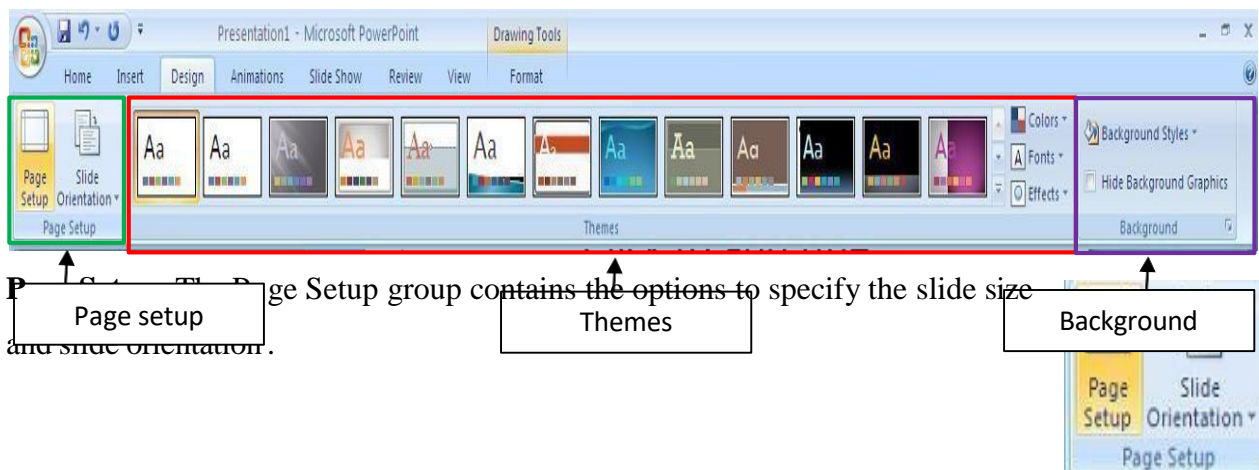 Presentation1 - Microsoft PowerPoint Drawing Tools
Home Insert Design Animations Slide Show Review View Format
Aa Aa Aa Aa Aa Aa Aa Aa Aa Aa Aa Aa A
Colors
Fonts
Effects
Background Styles
Hide Background Graphics
Page Setup
Slide Orientation
Page Setup Themes Background
The Page Setup group contains the options to specify the slide size
and slide orientation .
Page setup
Themes
Background
Page Setup
Slide Orientation
Page Setup